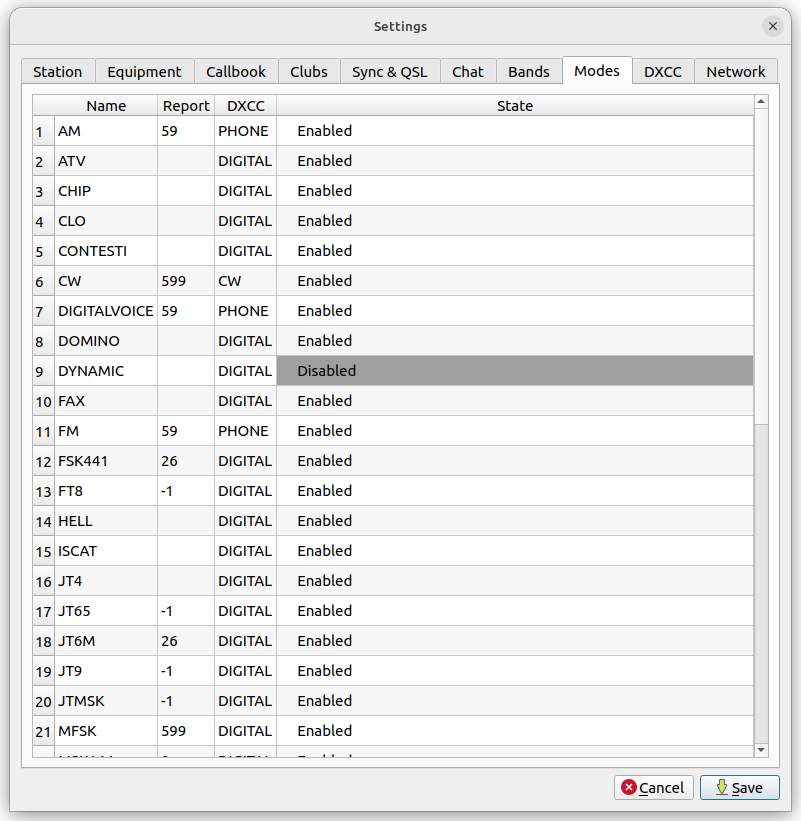 Settings
Station Equipment Callbook Clubs Sync & QSL Chat Bands Modes DXCC Network
Name Report DXCC State
1 AM 59 PHONE Enabled
2 ATV DIGITAL Enabled
3 CHIP DIGITAL Enabled
4 CLO DIGITAL Enabled
5 CONTESTI DIGITAL Enabled
6 CW 599 CW Enabled
7 DIGITALVOICE 59 PHONE Enabled
8 DOMINO DIGITAL Enabled
9 DYNAMIC DIGITAL Disabled
10 FAX DIGITAL Enabled
11 FM 59 PHONE Enabled
12 FSK441 26 DIGITAL Enabled
13 FT8 -1 DIGITAL Enabled
14 HELL DIGITAL Enabled
15 ISCAT DIGITAL Enabled
16 JT4 DIGITAL Enabled
17 JT65 -1 DIGITAL Enabled
18 JT6M 26 DIGITAL Enabled
19 JT9 -1 DIGITAL Enabled
20 JTMSK -1 DIGITAL Enabled
21 MFSK 599 DIGITAL Enabled
DIGITAL Enabled
Cancel Save